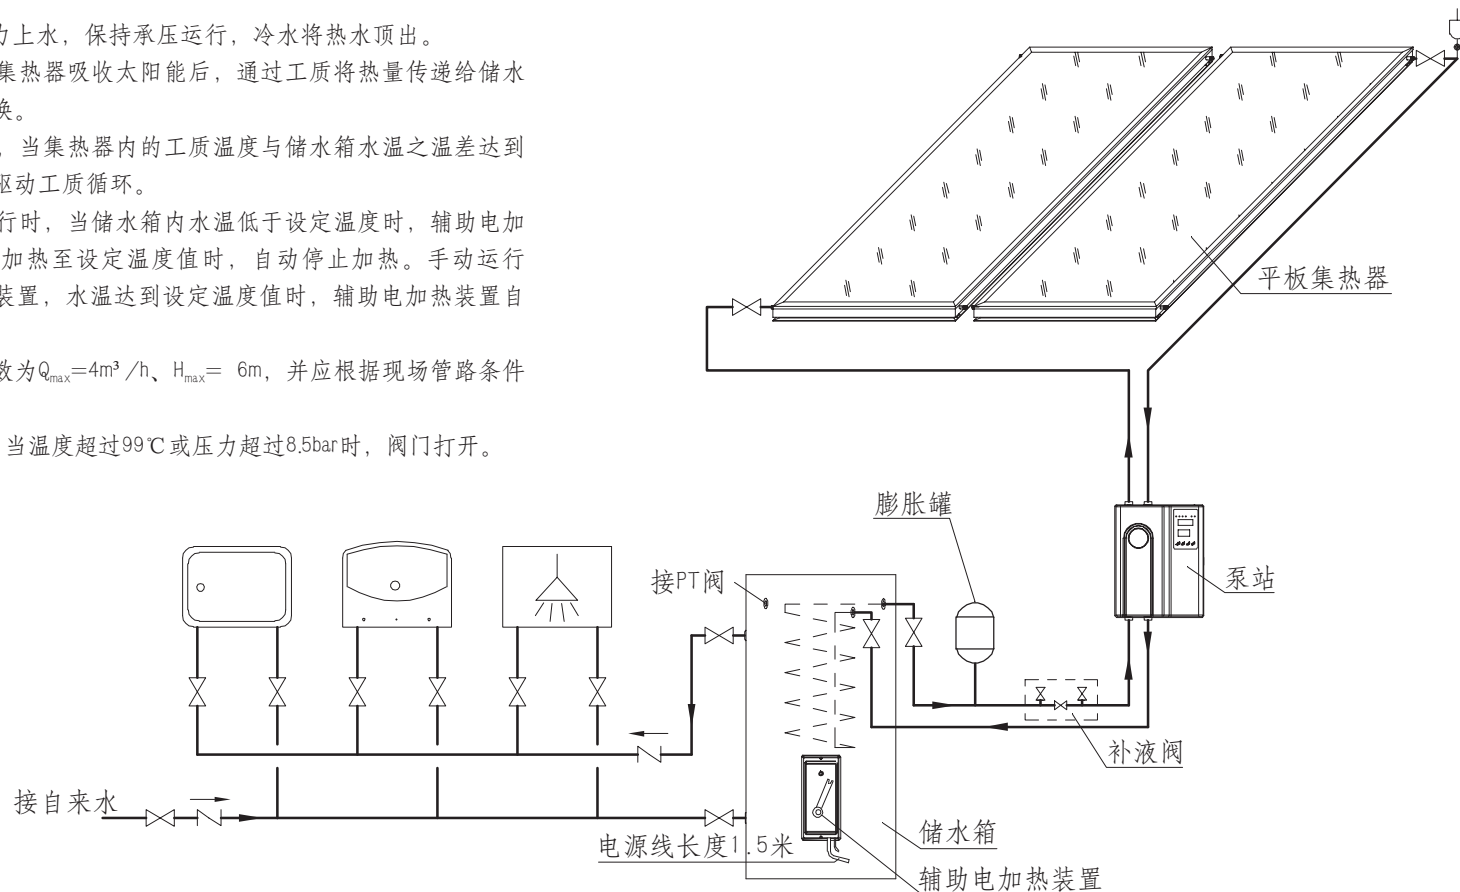 力上水，保持承压运行，冷水将热水顶出。
集热器吸收太阳能后，通过工质将热量传递给储水
换。
，当集热器内的工质温度与储水箱水温之温差达到
驱动工质循环。
行时，当储水箱内水温低于设定温度时，辅助电加
加热至设定温度值时，自动停止加热。手动运行
装置，水温达到设定温度值时，辅助电加热装置自
数为Qmax=4m³/h、Hmax= 6m，并应根据现场管路条件
当温度超过99℃或压力超过8.5bar时，阀门打开。
平板集热器
膨胀罐
接PT阀
泵站
补液阀
接自来水
储水箱
电源线长度1.5米
辅助电加热装置